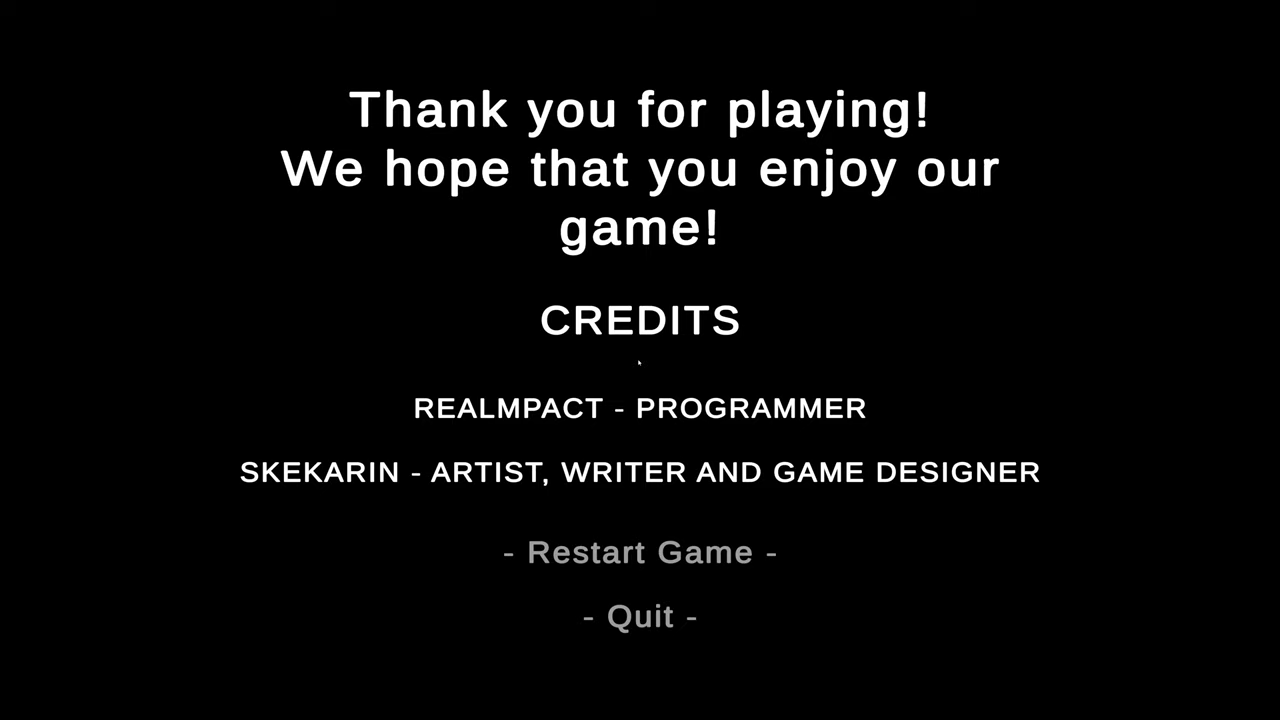 Thank you for playing!
We hope that you enjoy our
game!
CREDITS
REALMPACT - PROGRAMMER
SKEKARIN - ARTIST, WRITER AND GAME DESIGNER
- Restart Game -
- Quit -